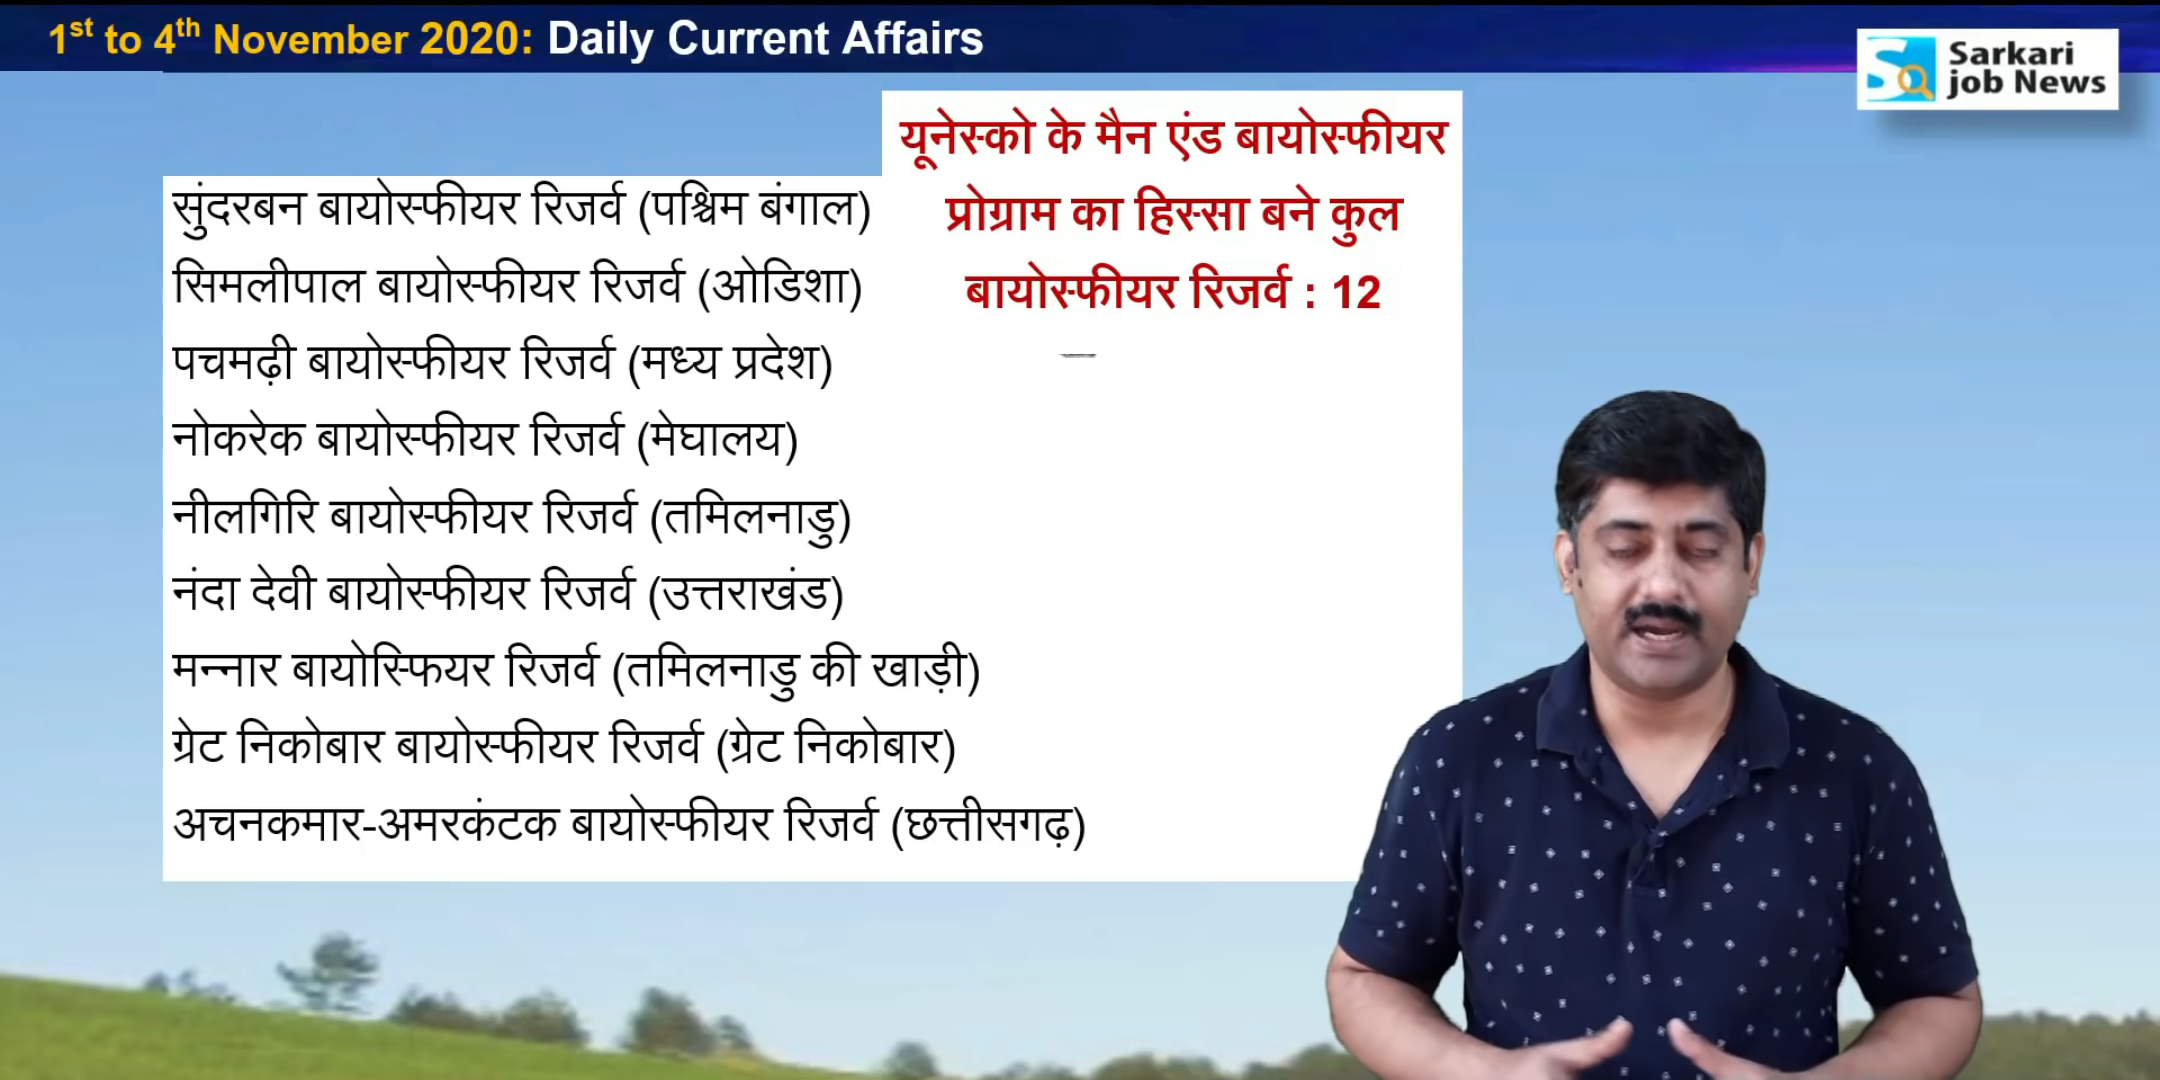 1st to 4th November 2020: Daily Current Affairs
Sarkari
job News
यूनेस्को के मैन एंड बायोस्फीयर
प्रोग्राम का हिस्सा बने कुल
बायोस्फीयर रिजर्व : 12
सुंदरबन बायोस्फीयर रिजर्व (पश्चिम बंगाल)
सिमलीपाल बायोस्फीयर रिजर्व (ओडिशा)
पचमढ़ी बायोस्फीयर रिजर्व (मध्य प्रदेश)
नोकरेक बायोस्फीयर रिजर्व (मेघालय)
नीलगिरि बायोस्फीयर रिजर्व (तमिलनाडु)
नंदा देवी बायोस्फीयर रिजर्व (उत्तराखंड)
मन्नार बायोस्फियर रिजर्व (तमिलनाडु की खाड़ी)
ग्रेट निकोबार बायोस्फीयर रिजर्व (ग्रेट निकोबार)
अचनकमार-अमरकंटक बायोस्फीयर रिजर्व (छत्तीसगढ़)